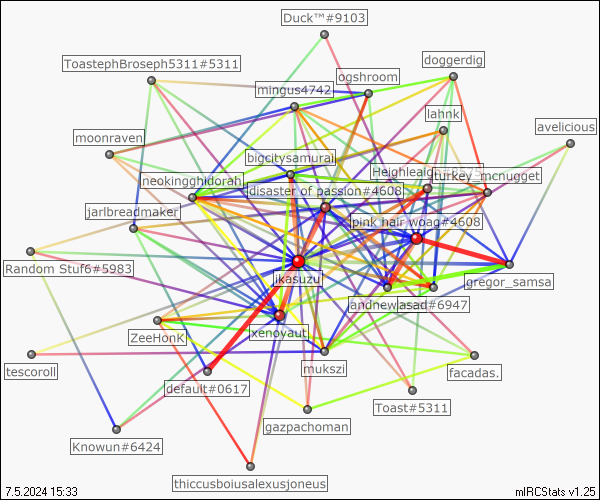 Duck™#9103
ToastephBroseph5311#5311
doggerdig
ogshroom
mingus4742
lahnk
avelicious
moonraven
bigcitysamurai
turkey_mcnugget
neokingghidorah
disaster of passion#4608
jarlbreadmaker
pink hair woag#4608
Random Stuf6#5983
ikasuzu
gregor_samsa
asad#6947
ZeeHonK
xenoyaut
mukszi
tescoroll
default#0617
facadas.
Toast#5311
gazpachoman
Knowun#6424
thiccusboiusalexusjoneus
7.5.2024 15:33
mIRCStats v1.25